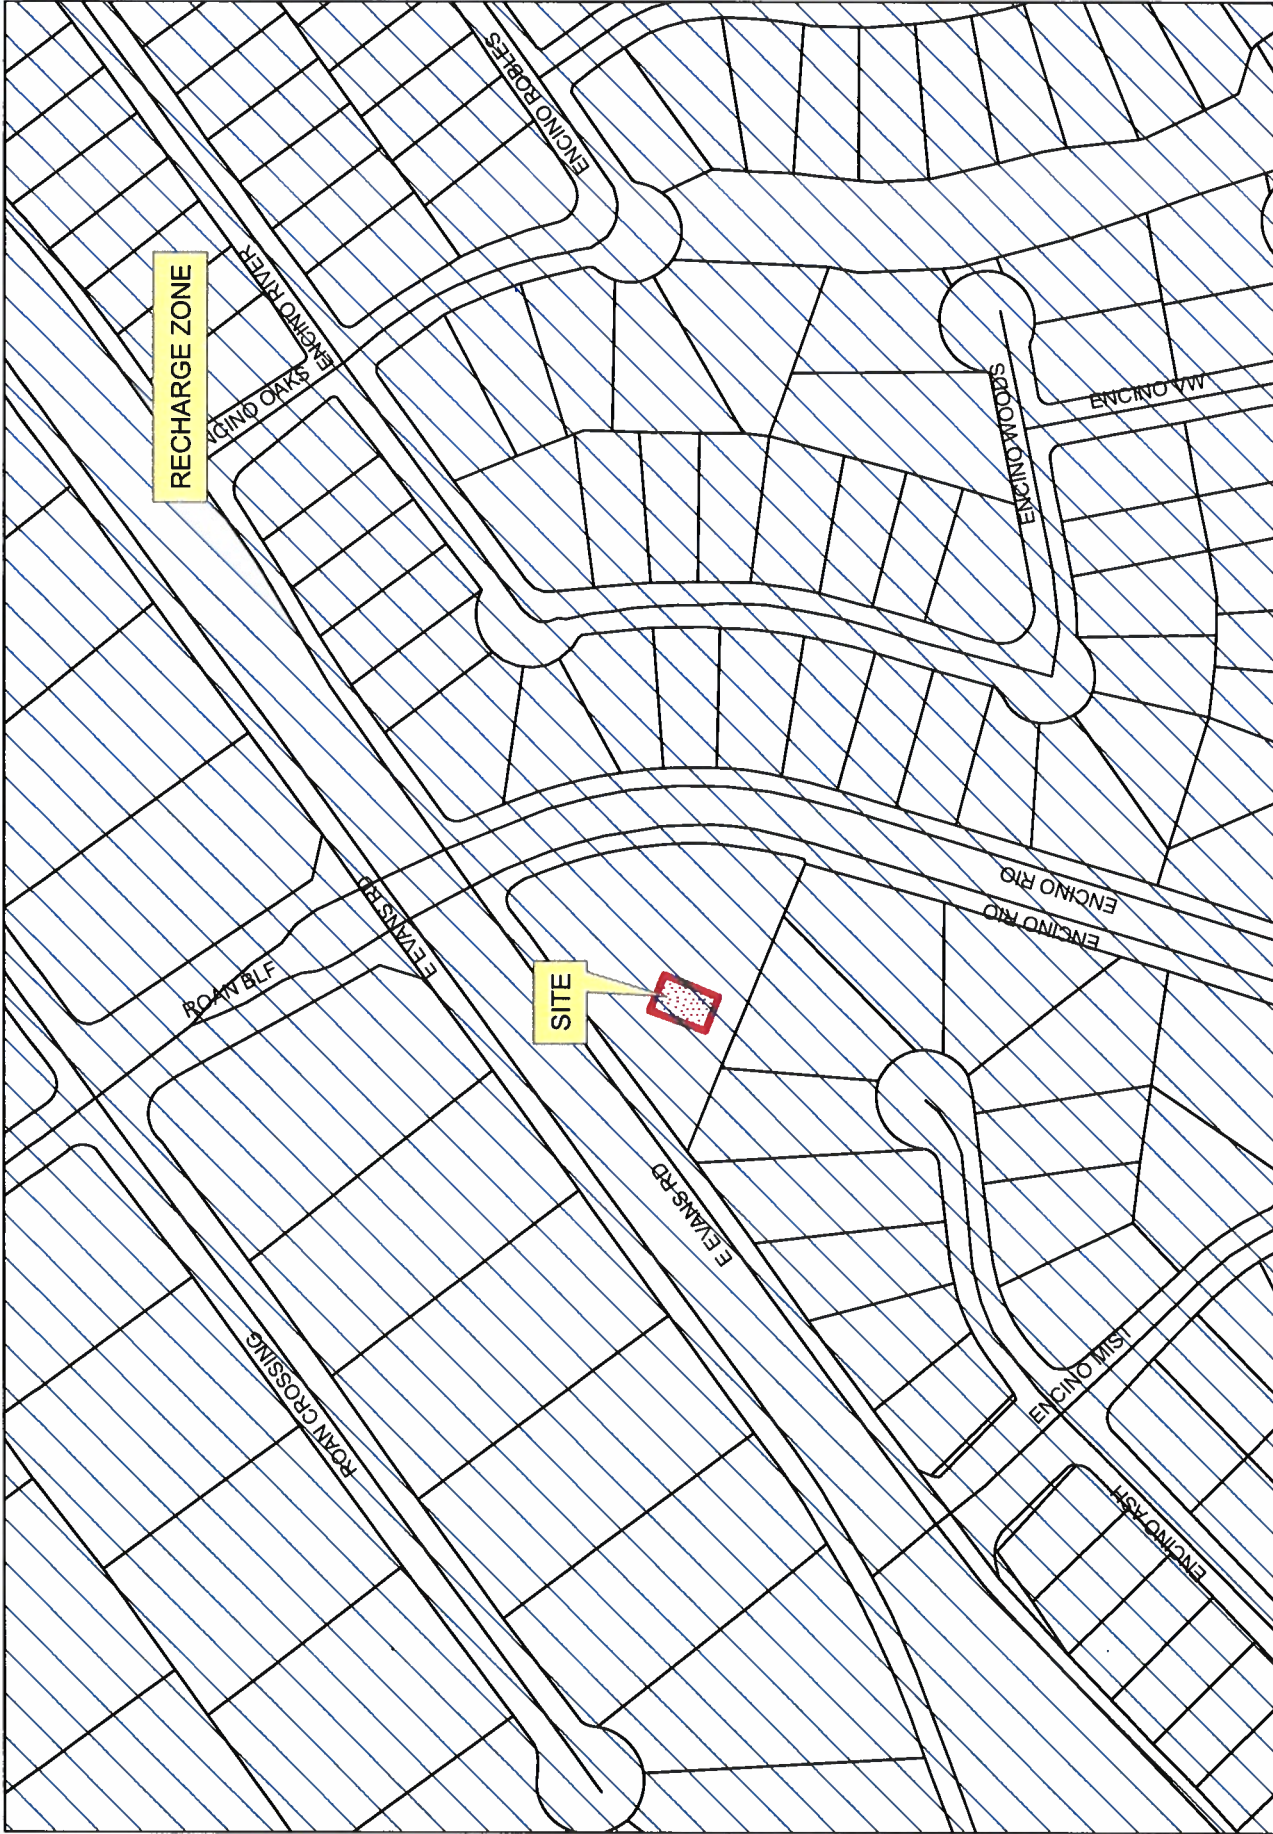 ENCINO ROBLES
RECHARGE ZONE
ENCINO RIVER
NCINO OAKS
ENCINO WOODS
ENCINO VW
E EVANS RD
ROAN BLF
ENCINO RIO
ENCINO RIO
SITE
E EVANS RD
ROAN CROSSING
ENCINO MIST
ENCINO ASH